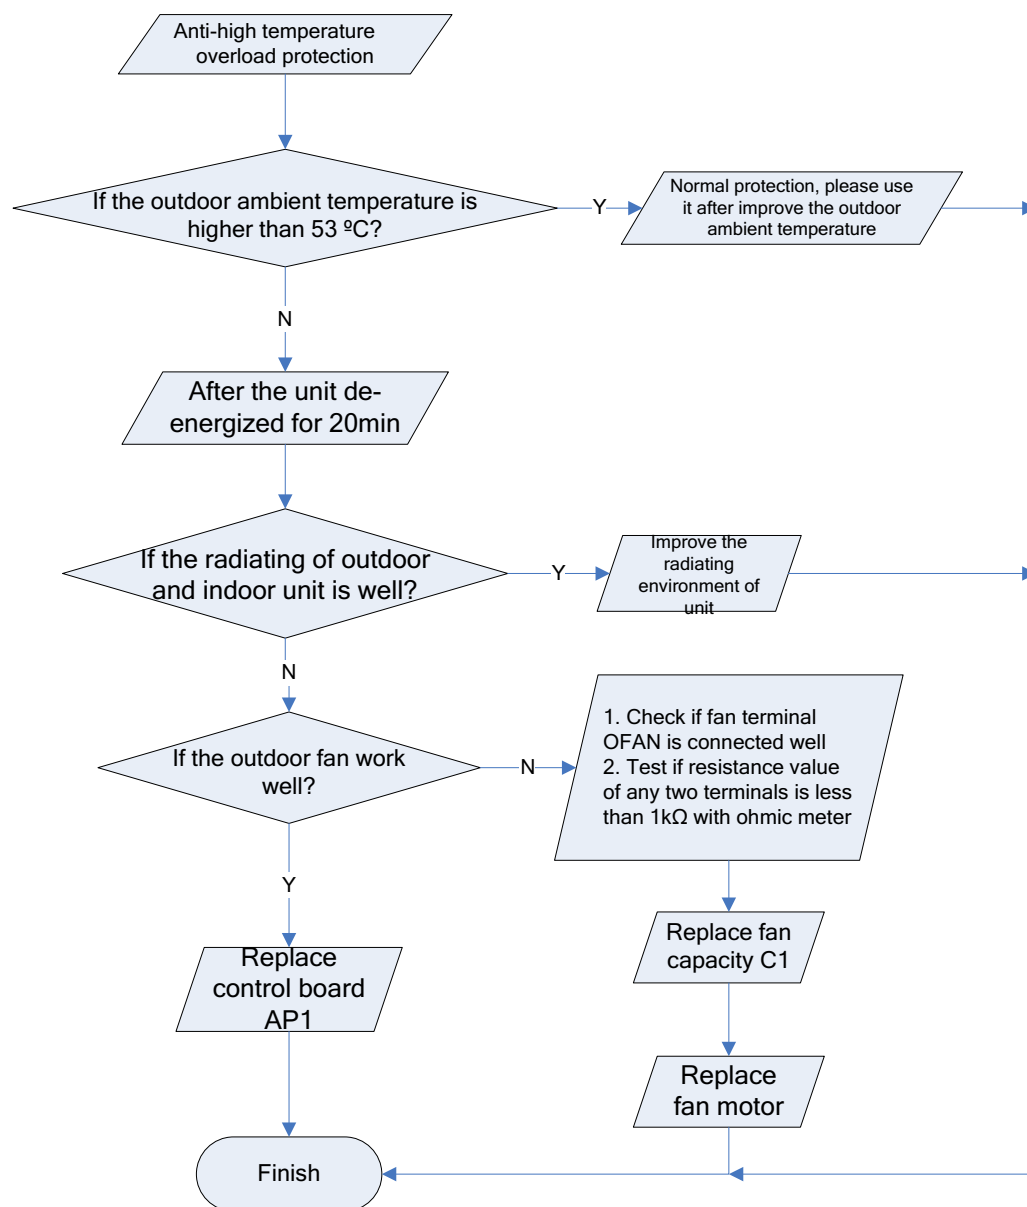 Anti-high temperature
overload protection
If the outdoor ambient temperature is
higher than 53 ºC?
Y
Normal protection, please use
it after improve the outdoor
ambient temperature
N
After the unit de-
energized for 20min
If the radiating of outdoor
and indoor unit is well?
Y
Improve the
radiating
environment of
unit
N
If the outdoor fan work
well?
N
1. Check if fan terminal
OFAN is connected well
2. Test if resistance value
of any two terminals is less
than 1kΩ with ohmic meter
Y
Replace
control board
AP1
Replace fan
capacity C1
Replace
fan motor
Finish